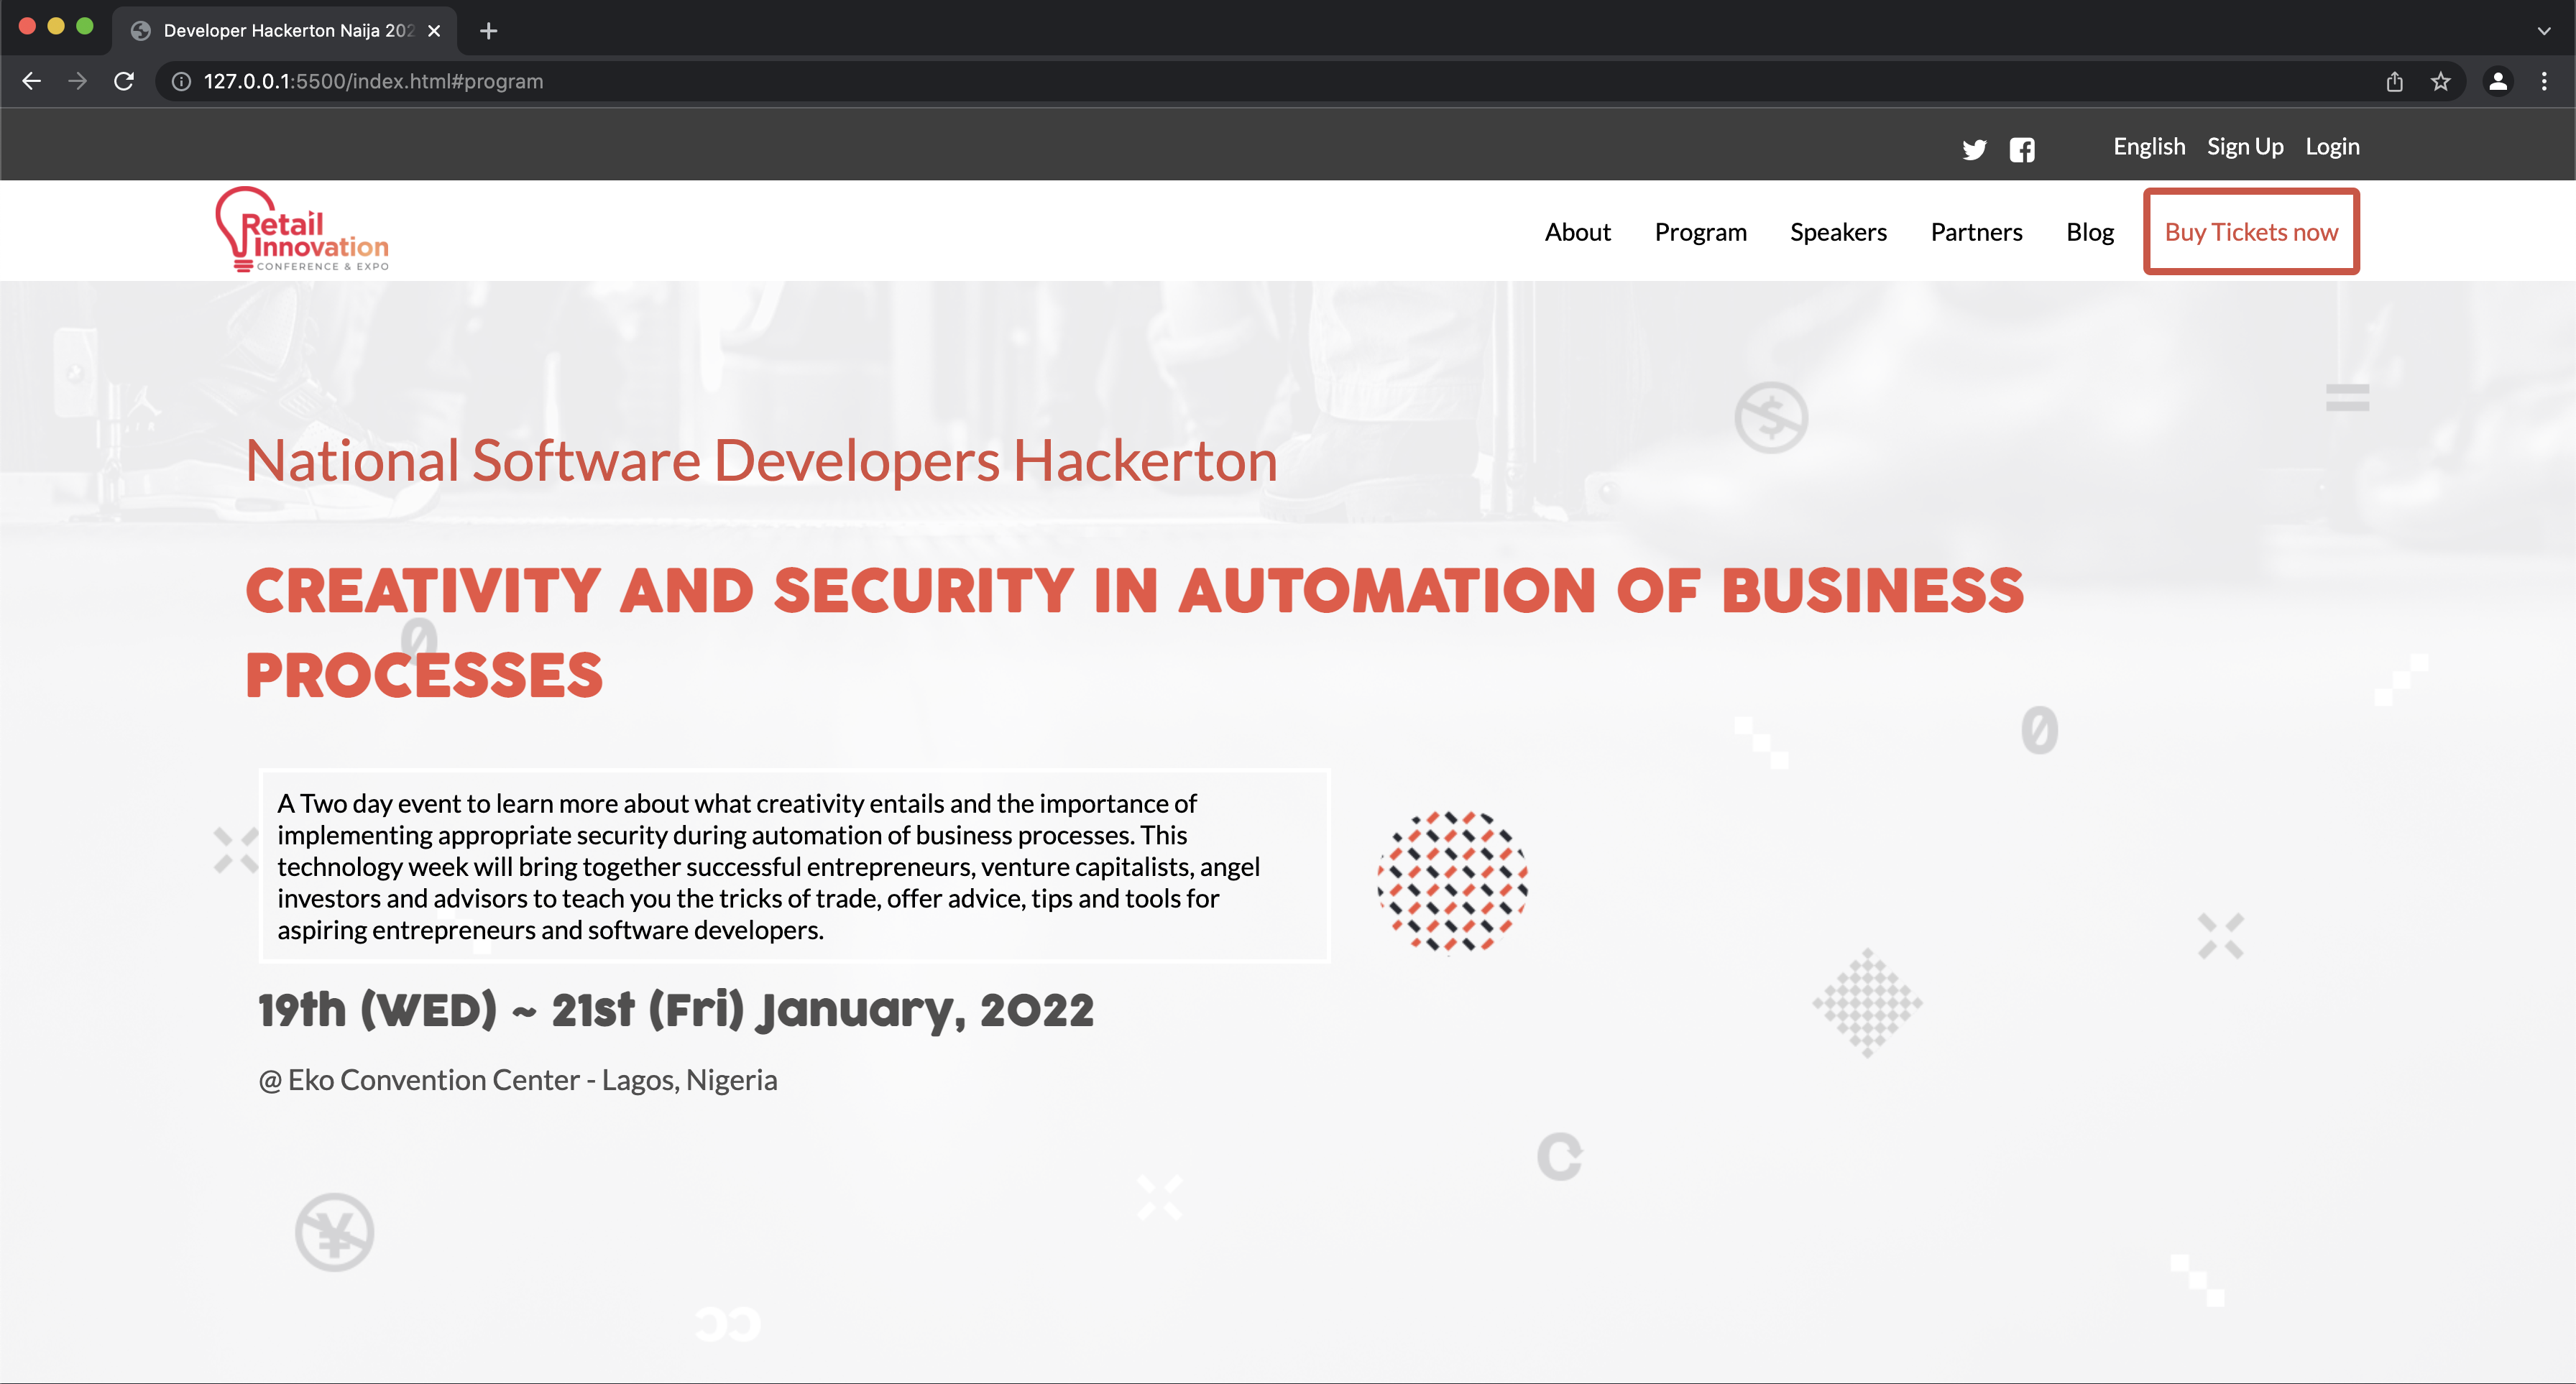 Developer Hackerton Naija 202
127.0.0.1:5500/index.html#program
English Sign Up Login
Retail
Innovation
CONFERENCE & EXPO
About Program Speakers Partners Blog Buy Tickets now
National Software Developers Hackerton
CREATIVITY AND SECURITY IN AUTOMATION OF BUSINESS
PROCESSES
A Two day event to learn more about what creativity entails and the importance of
implementing appropriate security during automation of business processes. This
technology week will bring together successful entrepreneurs, venture capitalists, angel
investors and advisors to teach you the tricks of trade, offer advice, tips and tools for
aspiring entrepreneurs and software developers.
19th (WED) ~ 21st (Fri) January, 2022
@ Eko Convention Center - Lagos, Nigeria